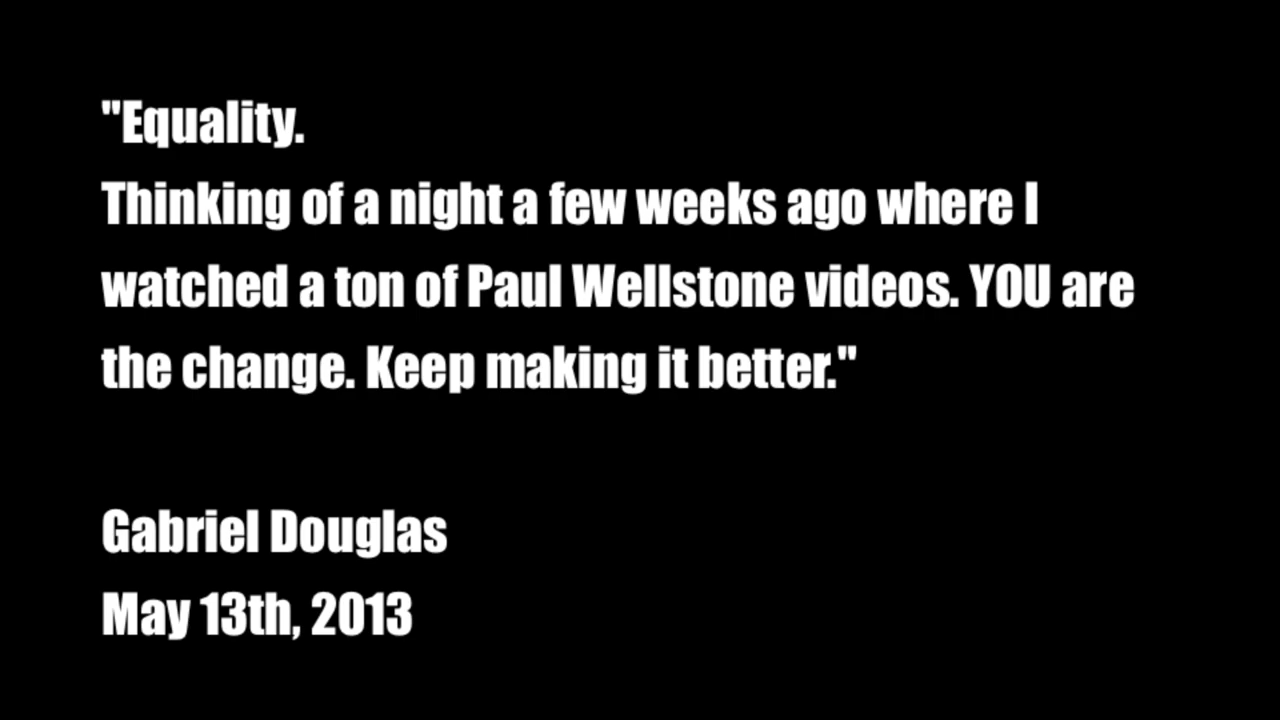 "Equality.
Thinking of a night a few weeks ago where I
watched a ton of Paul Wellstone videos. YOU are
the change. Keep making it better."
Gabriel Douglas
May 13th, 2013